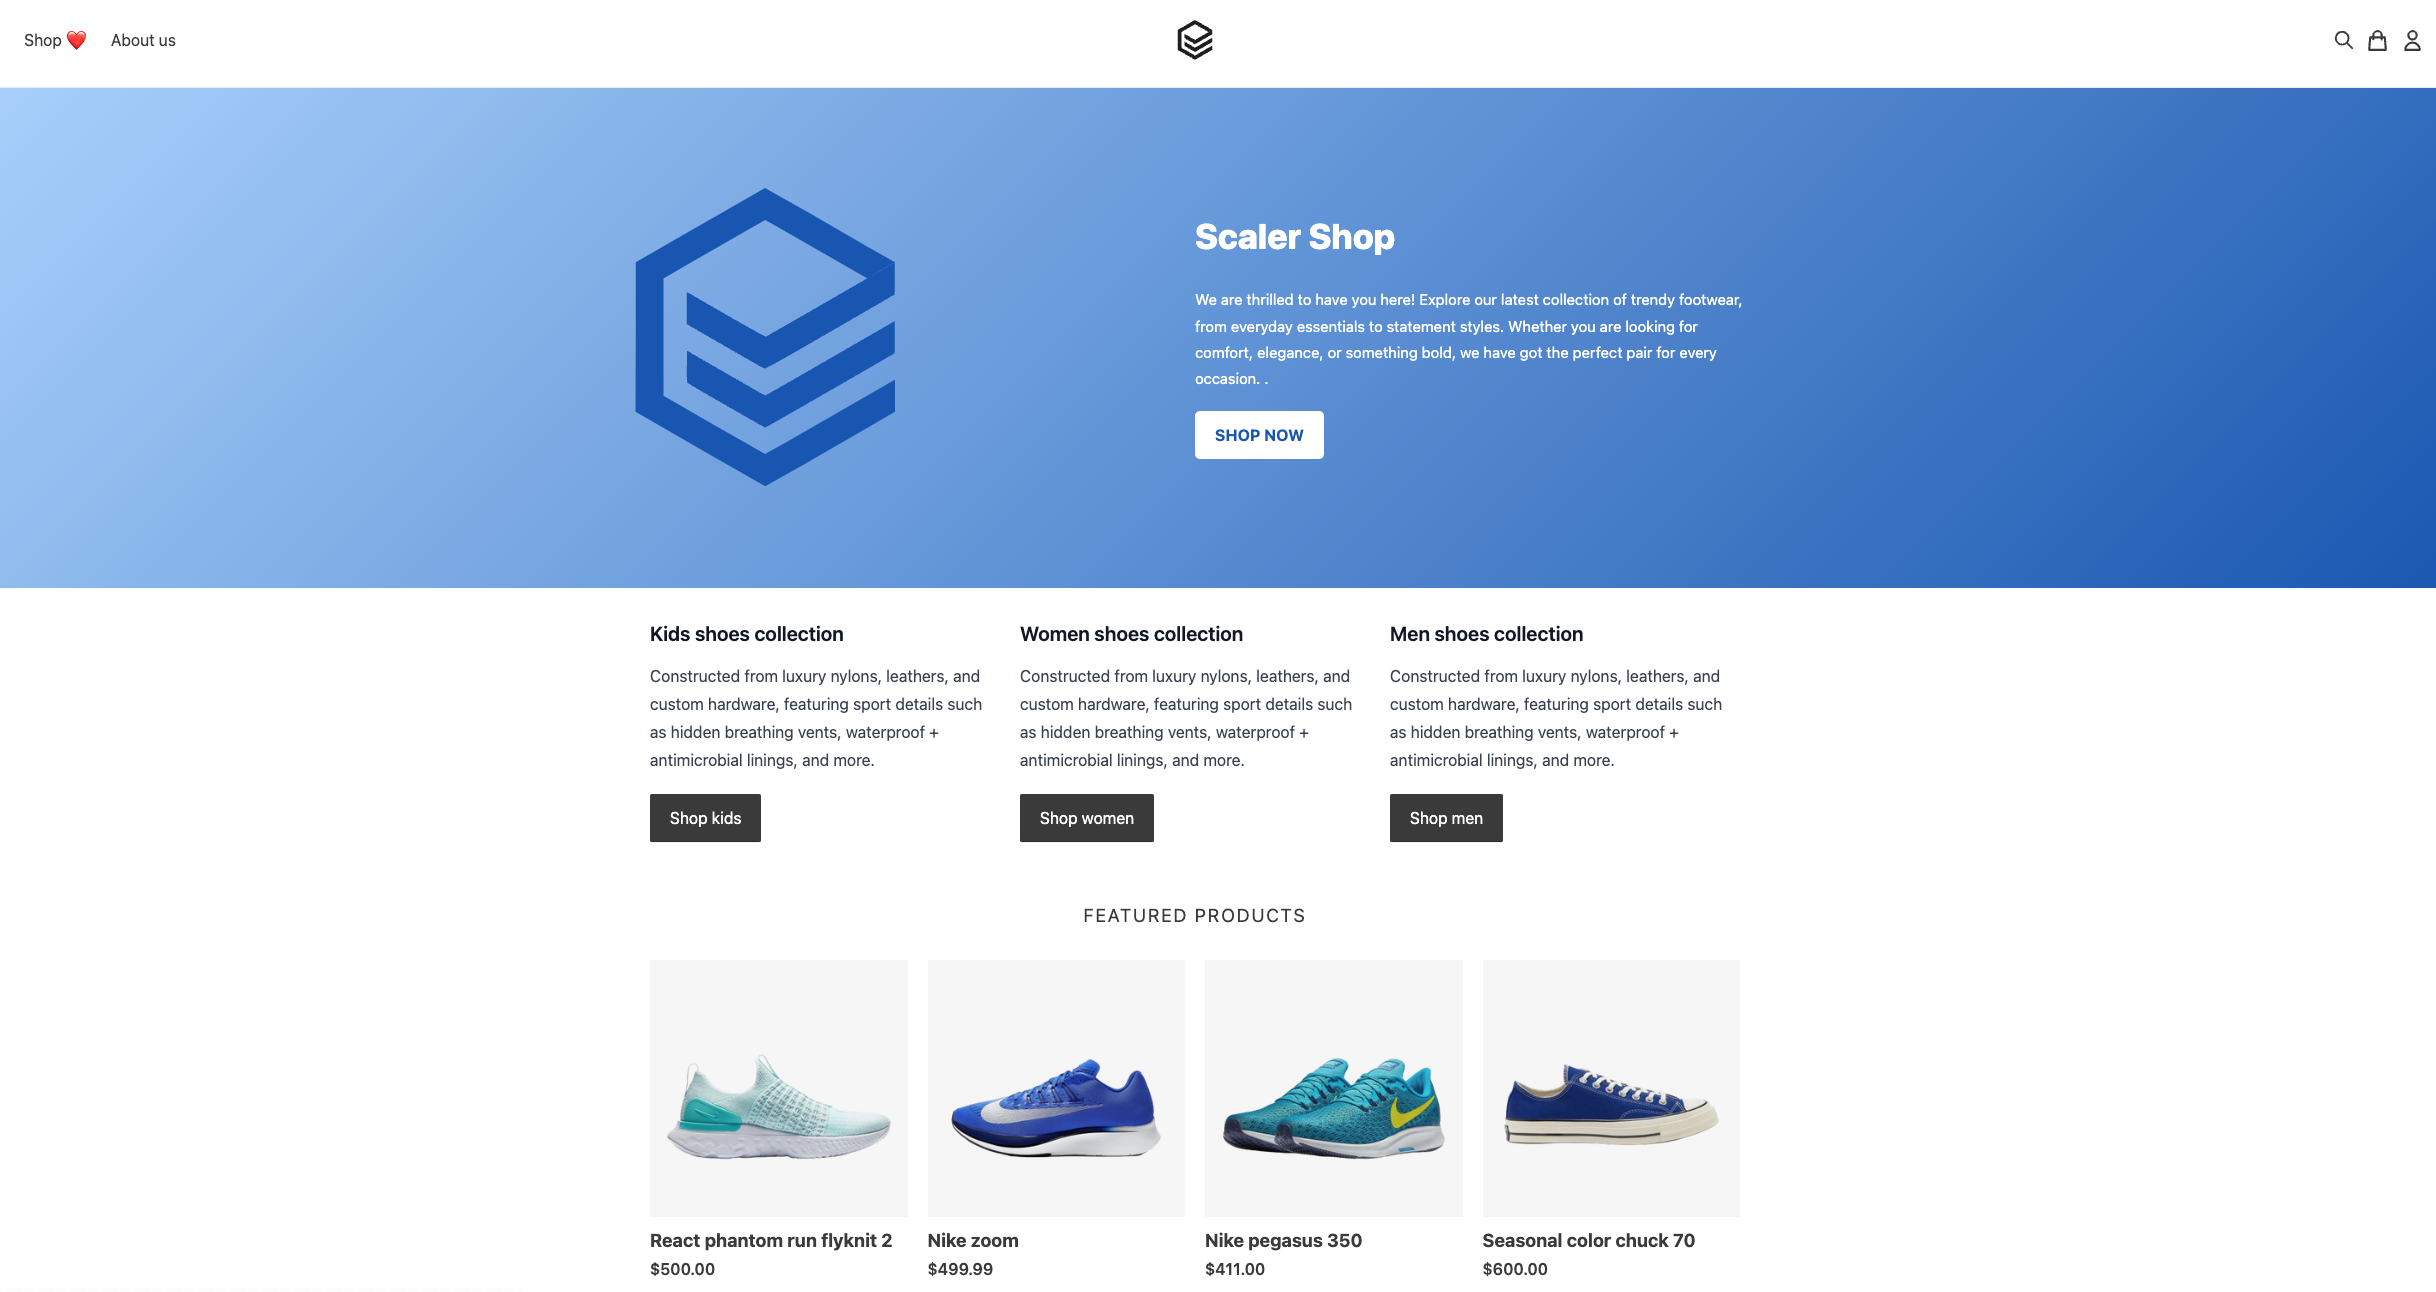 Shop ❤️ About us
Scaler Shop
We are thrilled to have you here! Explore our latest collection of trendy footwear,
from everyday essentials to statement styles. Whether you are looking for
comfort, elegance, or something bold, we have got the perfect pair for every
occasion. .
SHOP NOW
Kids shoes collection
Constructed from luxury nylons, leathers, and
custom hardware, featuring sport details such
as hidden breathing vents, waterproof +
antimicrobial linings, and more.
Shop kids
Women shoes collection
Constructed from luxury nylons, leathers, and
custom hardware, featuring sport details such
as hidden breathing vents, waterproof +
antimicrobial linings, and more.
Shop women
Men shoes collection
Constructed from luxury nylons, leathers, and
custom hardware, featuring sport details such
as hidden breathing vents, waterproof +
antimicrobial linings, and more.
Shop men
FEATURED PRODUCTS
React phantom run flyknit 2
$500.00
Nike zoom
$499.99
Nike pegasus 350
$411.00
Seasonal color chuck 70
$600.00